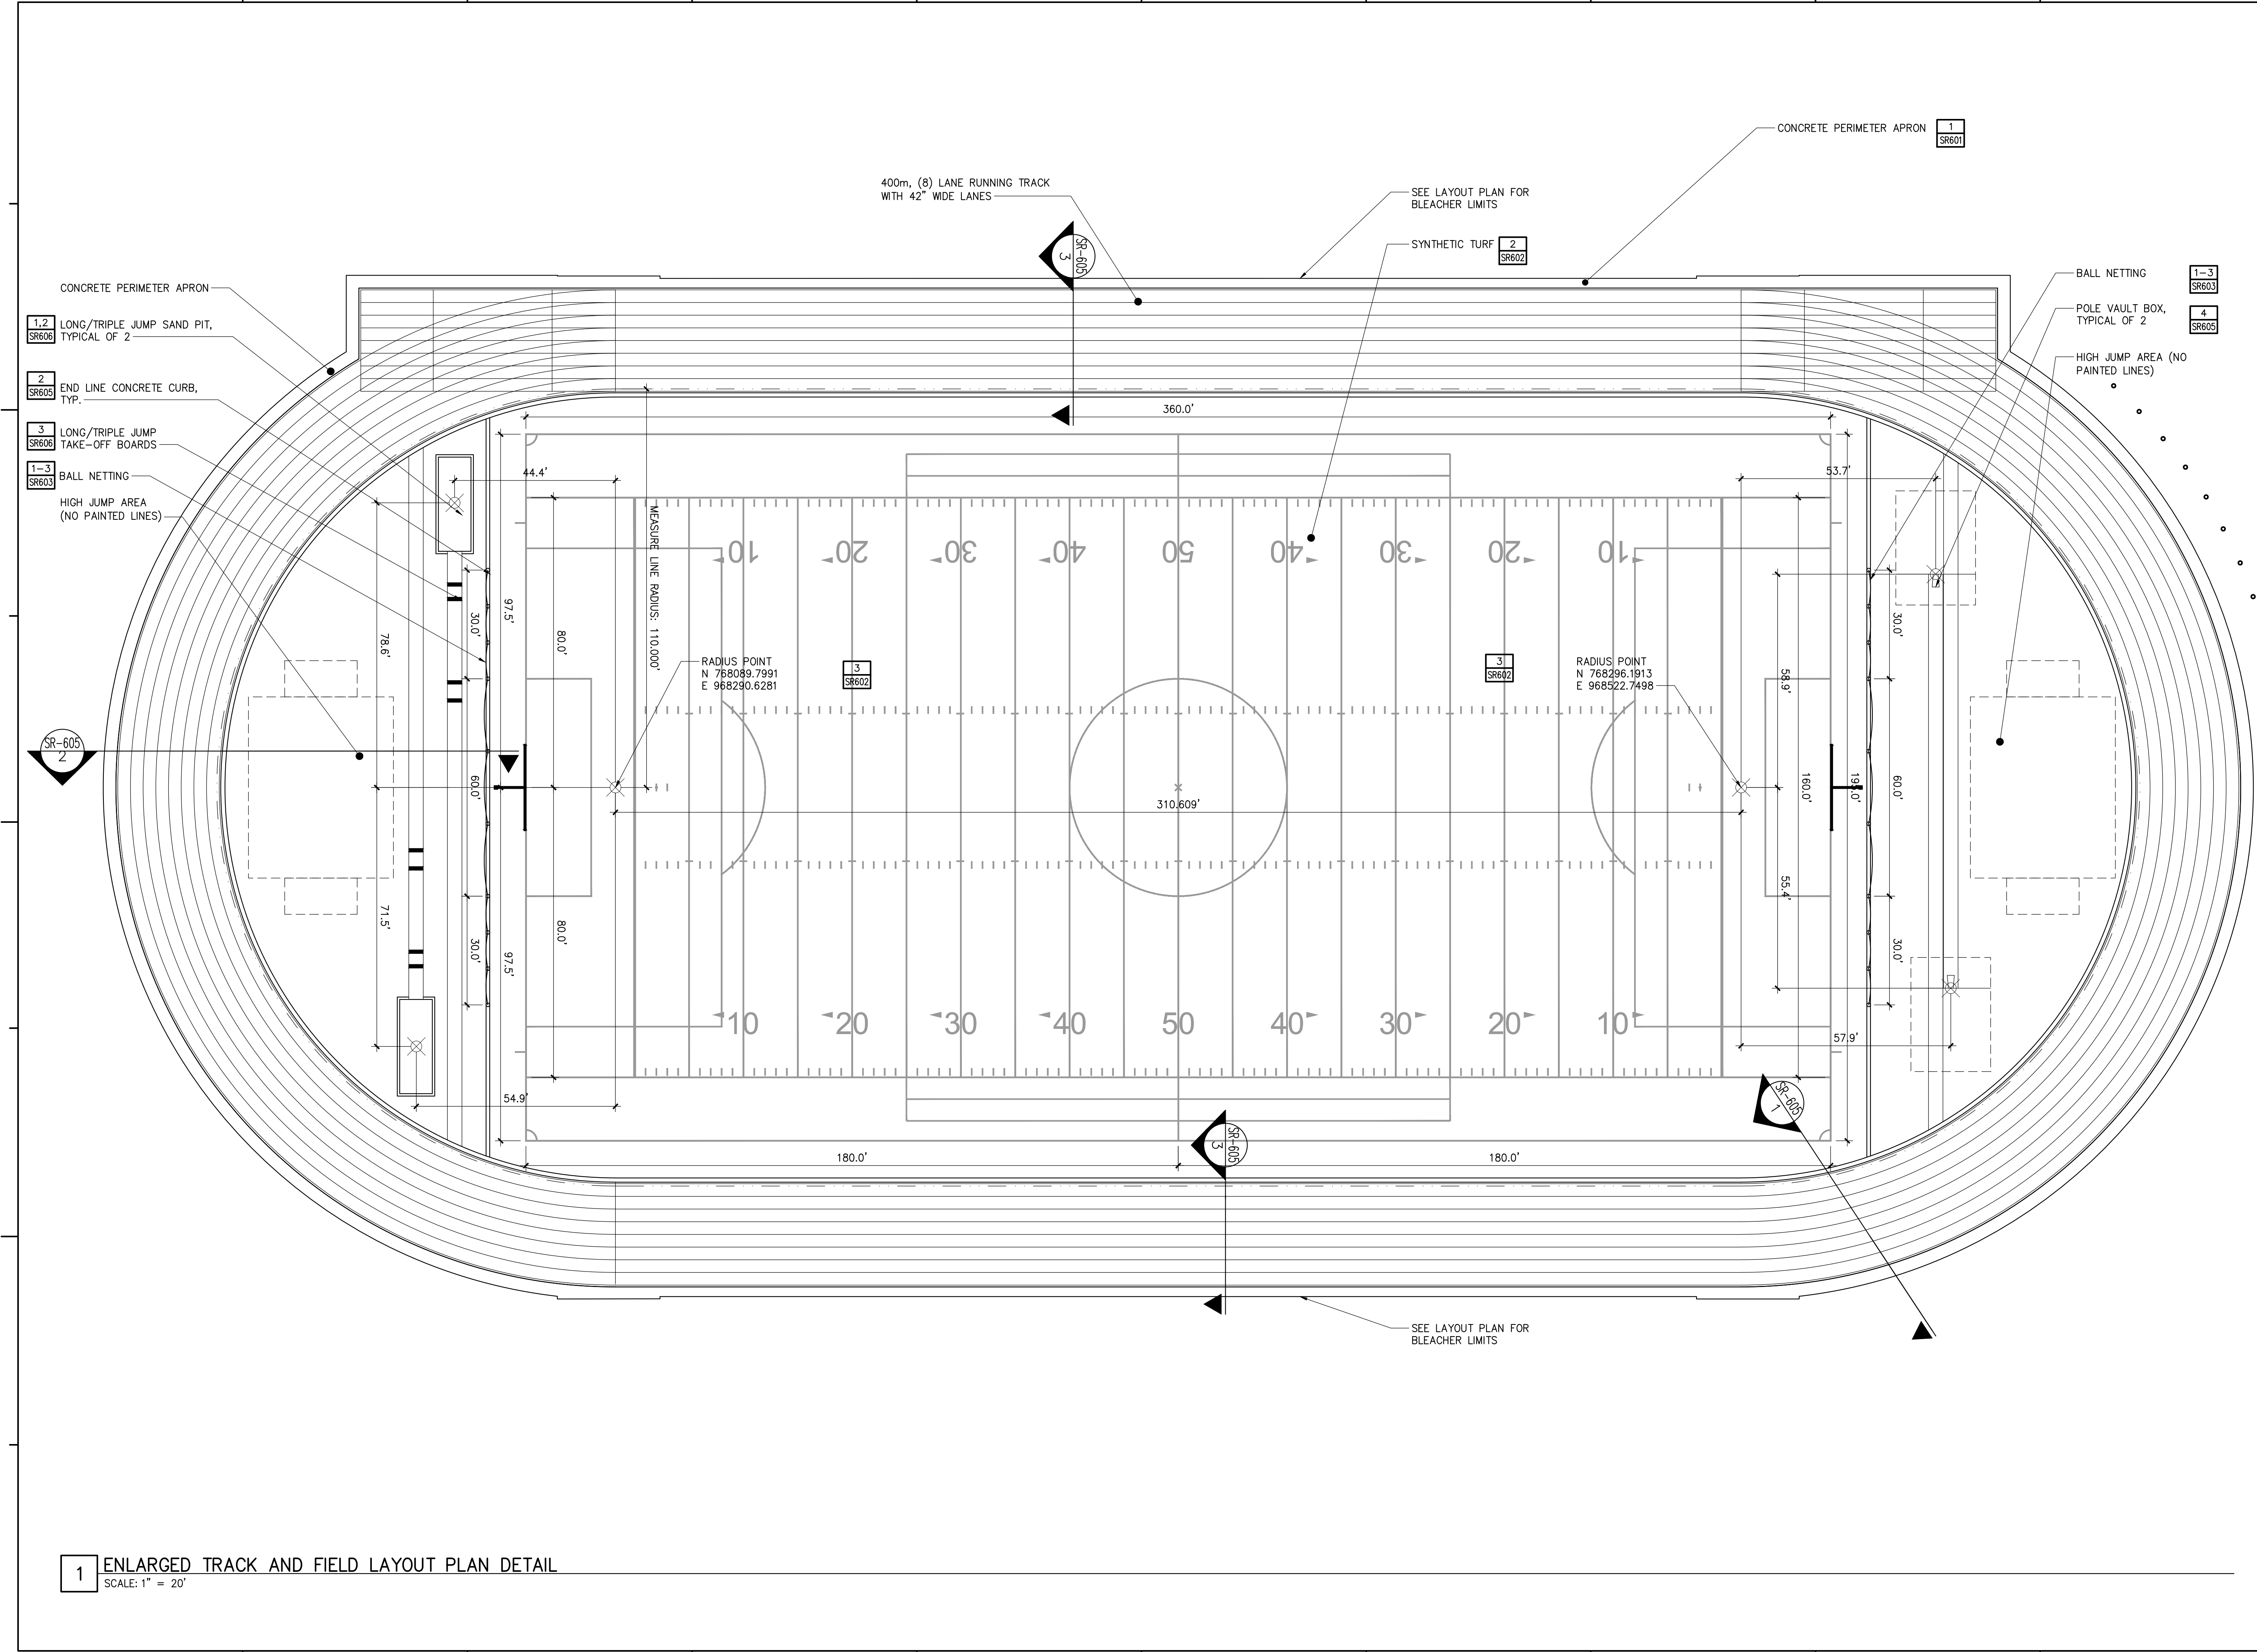 CONCRETE PERIMETER APRON
1
SR601
400m, (8) LANE RUNNING TRACK
WITH 42" WIDE LANES
SEE LAYOUT PLAN FOR
BLEACHER LIMITS
SYNTHETIC TURF
2
SR602
SR-605
3
CONCRETE PERIMETER APRON
1,2
SR606
LONG/TRIPLE JUMP SAND PIT,
TYPICAL OF 2
2
SR605
END LINE CONCRETE CURB,
TYP.
3
SR606
LONG/TRIPLE JUMP
TAKE-OFF BOARDS
1-3
SR603
BALL NETTING
HIGH JUMP AREA
(NO PAINTED LINES)
BALL NETTING
1-3
SR603
POLE VAULT BOX,
TYPICAL OF 2
4
SR605
HIGH JUMP AREA (NO
PAINTED LINES)
360.0'
44.4'
53.7'
MEASURE LINE RADIUS: 110.000'
10 20 30 40 50 40 30 20 10
97.5'
30.0'
78.6'
80.0'
30.0'
58.9'
RADIUS POINT
N 768089.7991
E 968290.6281
3
SR602
3
SR602
RADIUS POINT
N 768296.1913
E 968522.7498
SR-605
2
60.0'
310.609'
160.0'
60.0'
55.4'
71.5'
80.0'
30.0'
97.5'
30.0'
10 20 30 40 50 40 30 20 10
57.9'
54.9'
SR-605
1
SR-605
3
180.0'
180.0'
SEE LAYOUT PLAN FOR
BLEACHER LIMITS
1
ENLARGED TRACK AND FIELD LAYOUT PLAN DETAIL
SCALE: 1" = 20'